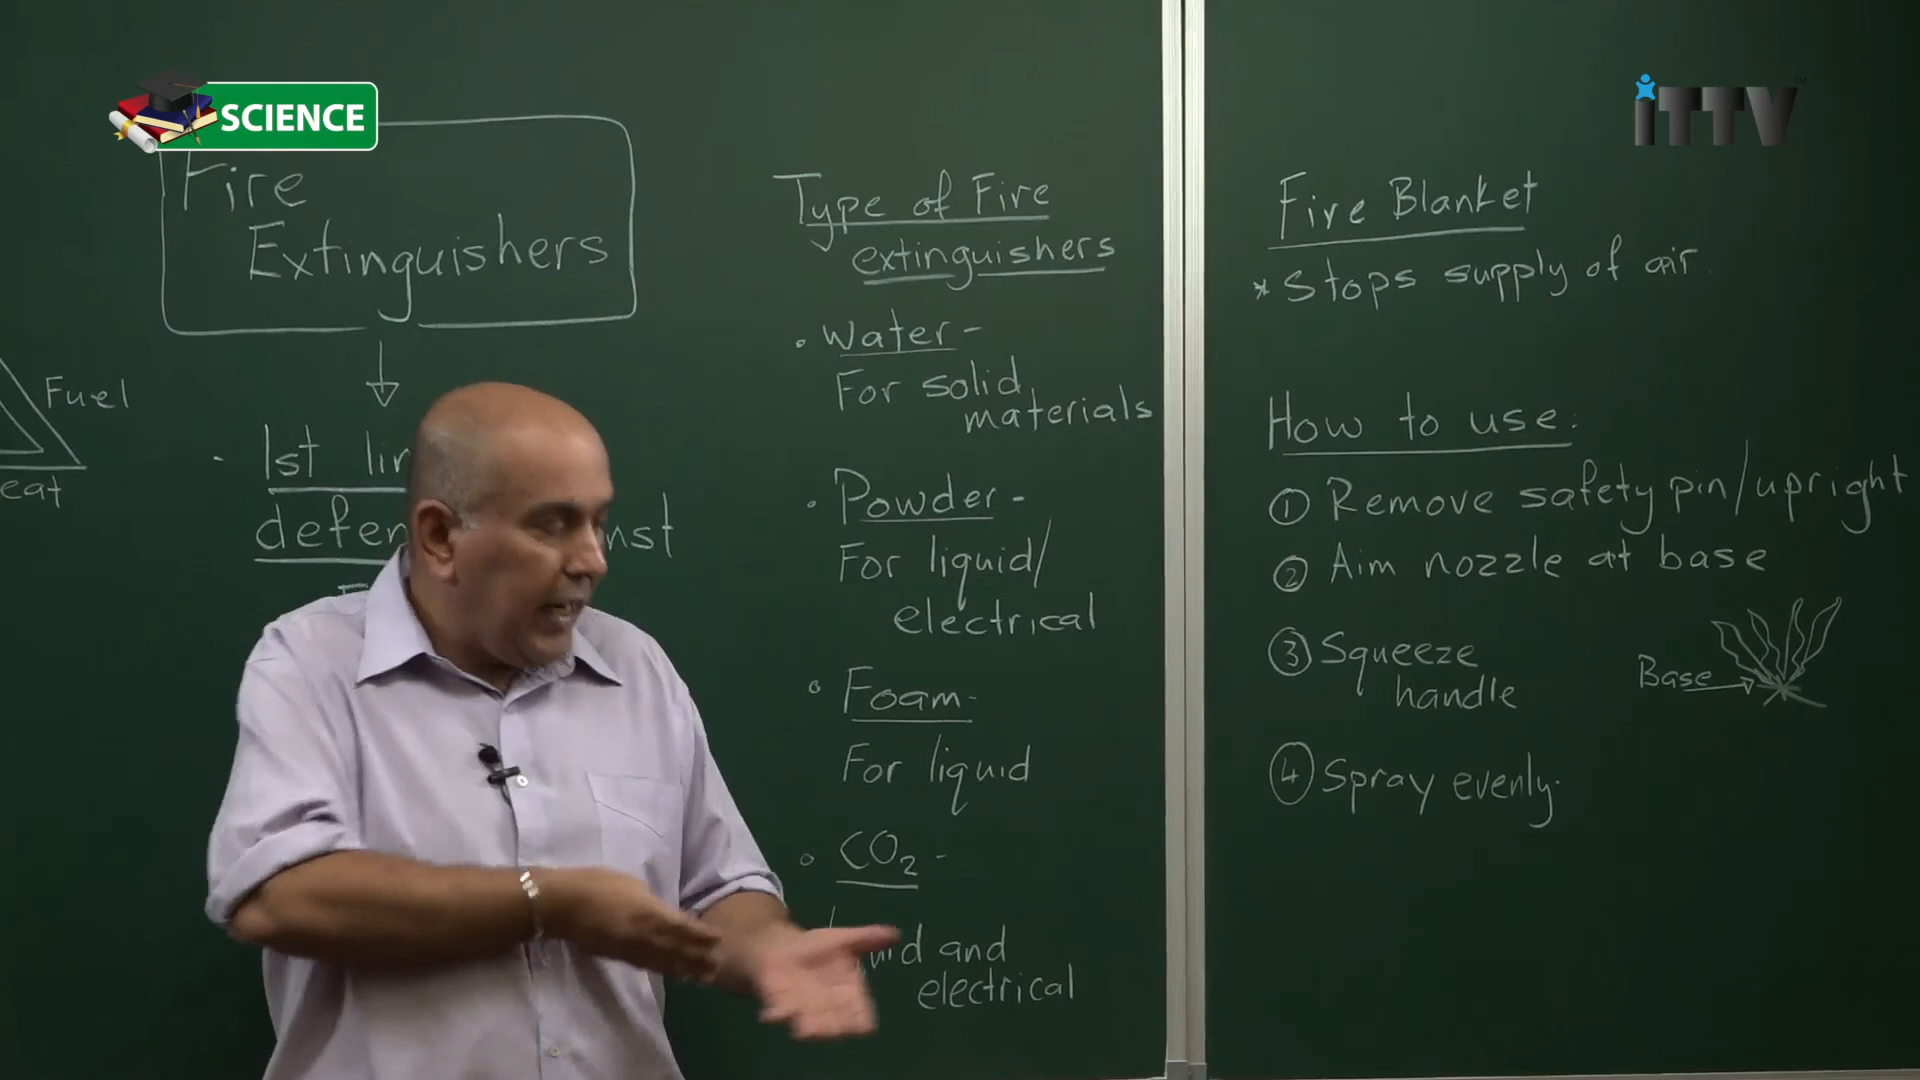 SCIENCE
iTTV
Fire
Extinguishers
Fuel
eat
1st lin
defen nst
Type of Fire
extinguishers
• Water -
For solid
materials
• Powder -
For liquid/
electrical
• Foam -
For liquid
• CO₂ -
uid and
electrical
Fire Blanket
* Stops supply of air
How to use:
① Remove safety pin/upright
② Aim nozzle at base
③ Squeeze
handle
Base
④ Spray evenly.